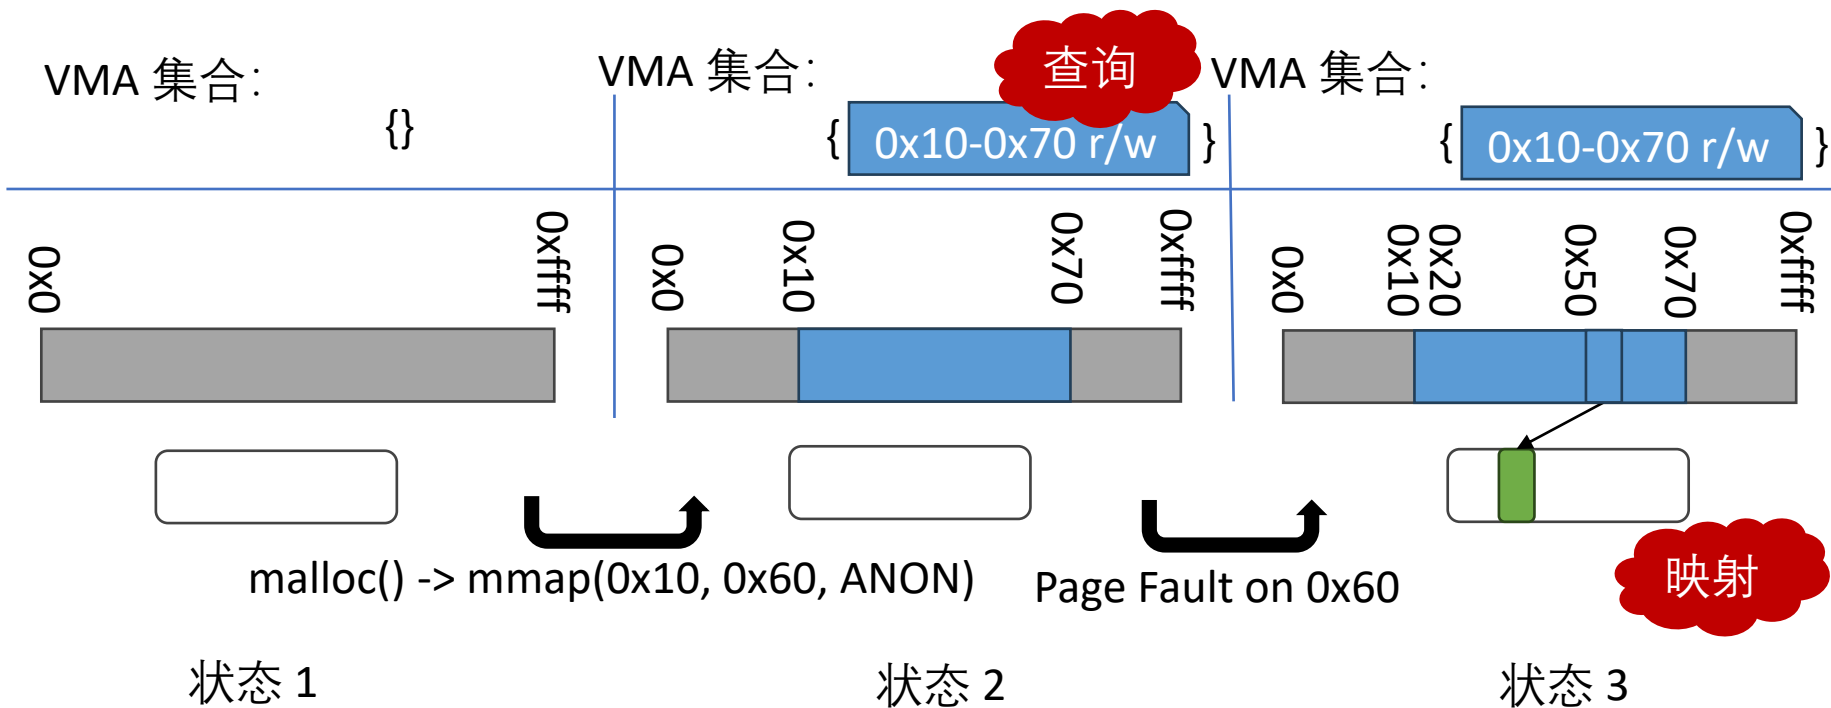 VMA 集合：
{}
VMA 集合：
查询
{ 0x10-0x70 r/w }
VMA 集合：
{ 0x10-0x70 r/w }
0x0
0xffff
0x0
0x10
0x70
0xffff
0x0
0x10
0x20
0x50
0x70
0xffff
malloc() -> mmap(0x10, 0x60, ANON)
Page Fault on 0x60
映射
状态 1
状态 2
状态 3